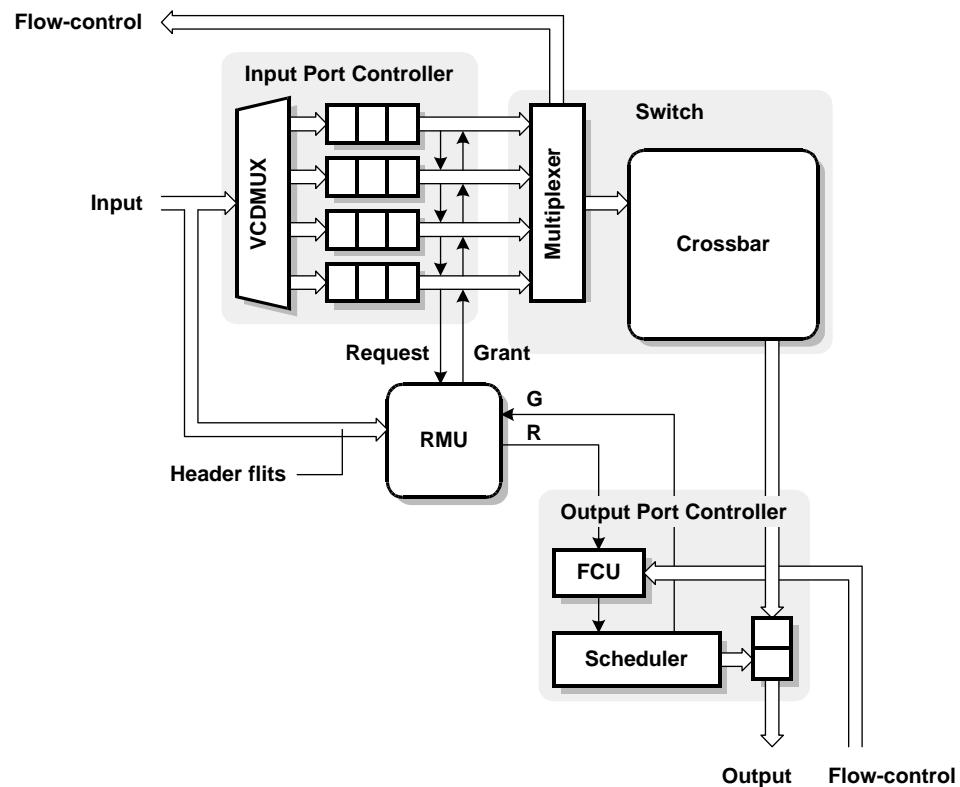 Flow-control
Input Port Controller
Switch
VCDMUX
Multiplexer
Input
Crossbar
Request
Grant
G
R
RMU
Header flits
Output Port Controller
FCU
Scheduler
Output
Flow-control